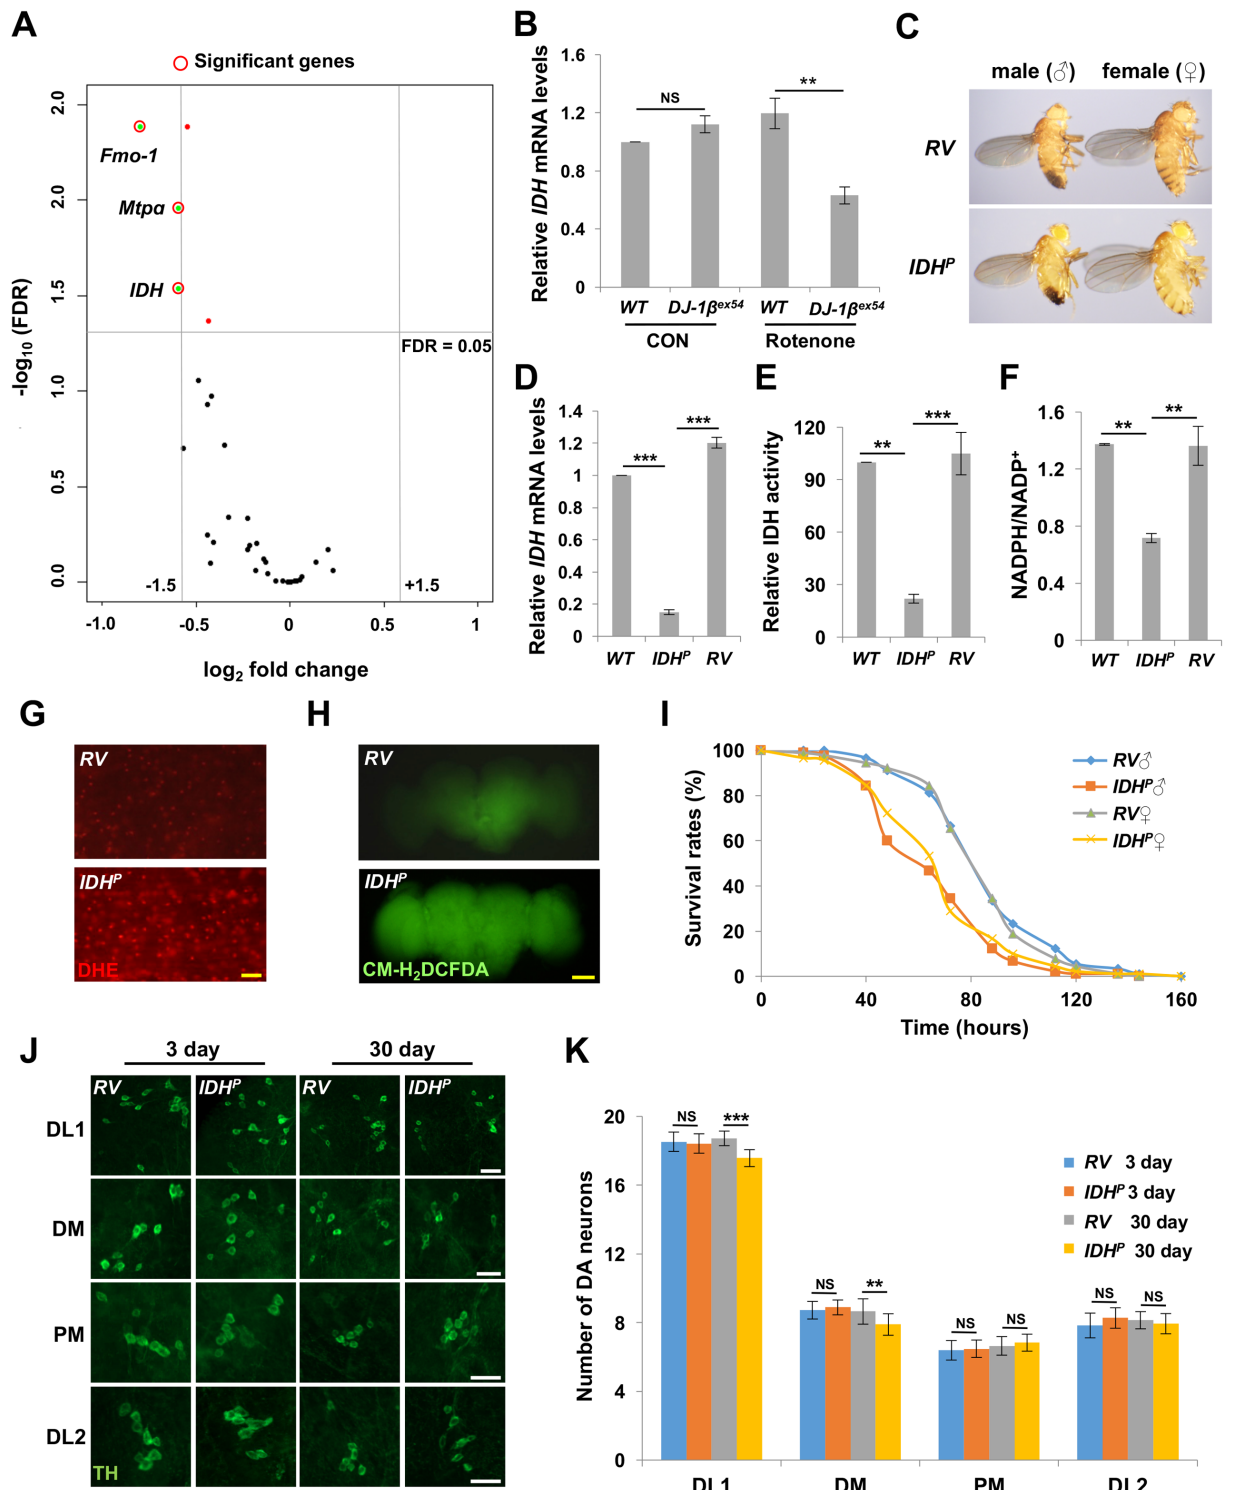 A
Significant genes
-log10 (FDR)
2.0
2.0
1.5
1.0
0.5
0.0
Fmo-1
Mtpα
IDH
FDR = 0.05
-1.5
+1.5
-1.0
-0.5
0
0.5
1
log2 fold change
B
Relative IDH mRNA levels
1.6
1.2
0.8
0.4
0
NS
**
WT
DJ-1βex54
WT
DJ-1βex54
CON
Rotenone
C
male (♂)
female (♀)
RV
IDHP
D
Relative IDH mRNA levels
1.4
1.2
1
0.8
0.6
0.4
0.2
0
***
***
WT
IDHP
RV
E
Relative IDH activity
120
90
60
30
0
**
***
WT
IDHP
RV
F
NADPH/NADP+
1.6
1.2
0.8
0.4
0
**
**
WT
IDHP
RV
G
RV
IDHP
DHE
H
RV
IDHP
CM-H2DCFDA
I
Survival rates (%)
100
80
60
40
20
0
0
40
80
120
160
Time (hours)
RV♂
IDHP♂
RV♀
IDHP♀
J
3 day
30 day
RV
IDHP
RV
IDHP
DL1
DM
PM
DL2
TH
K
Number of DA neurons
20
16
12
8
4
0
NS
***
NS
**
NS
NS
NS
NS
RV 3 day
IDHP 3 day
RV 30 day
IDHP 30 day
DL1
DM
PM
DL2